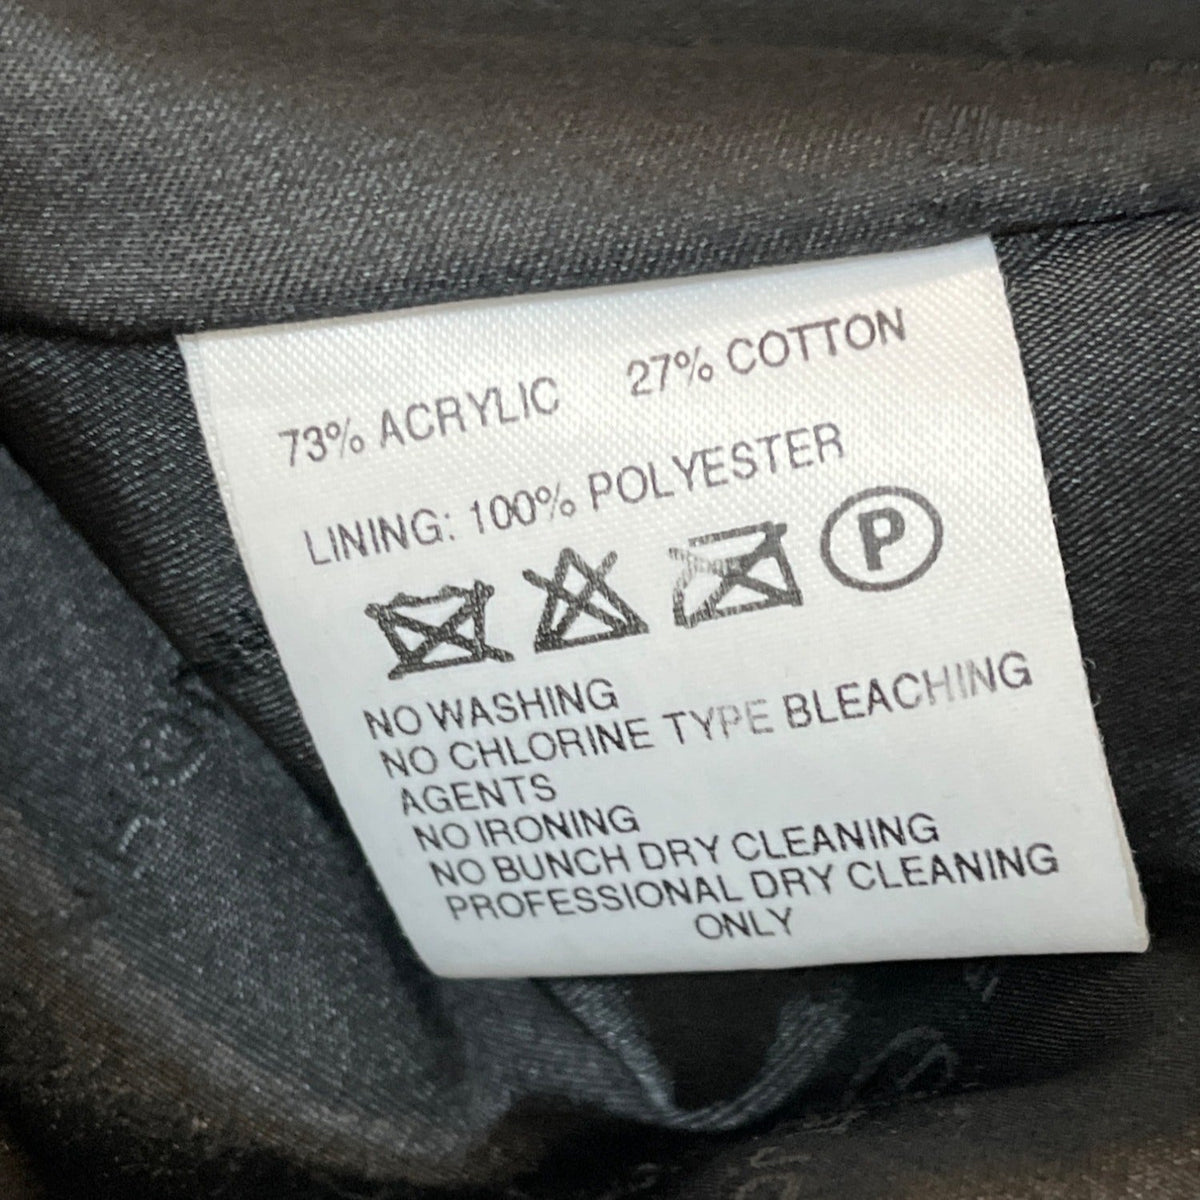 73% ACRYLIC 27% COTTON
LINING: 100% POLYESTER
P
NO WASHING
NO CHLORINE TYPE BLEACHING
AGENTS
NO IRONING
NO BUNCH DRY CLEANING
PROFESSIONAL DRY CLEANING
ONLY